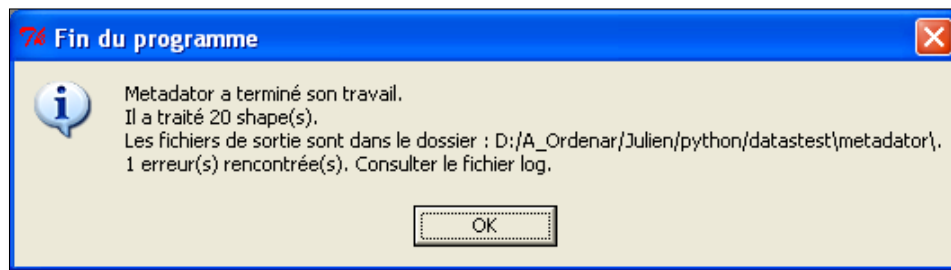 Fin du programme
Metadator a terminé son travail.
Il a traité 20 shape(s).
Les fichiers de sortie sont dans le dossier : D:/A_Ordenar/Julien/python/datastest\metadator\.
1 erreur(s) rencontrée(s). Consulter le fichier log.
OK